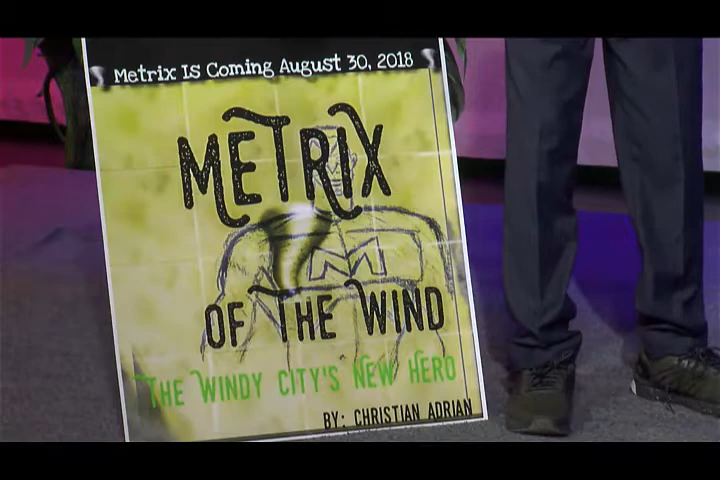 Metrix Is Coming August 30, 2018
METRIX
M
OF THE WIND
THE WINDY CITY'S NEW HERO
BY: CHRISTIAN ADRIAN